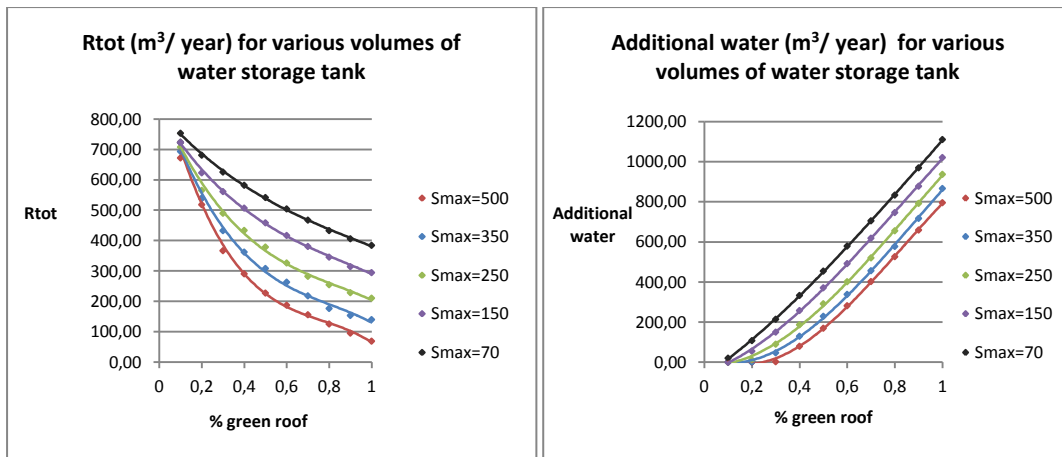 Rtot (m³/ year) for various volumes of
water storage tank
800,00
700,00
600,00
500,00
400,00
300,00
200,00
100,00
0,00
Rtot
0 0,2 0,4 0,6 0,8 1
% green roof
Smax=500
Smax=350
Smax=250
Smax=150
Smax=70
Additional water (m³/ year) for various
volumes of water storage tank
1200,00
1000,00
800,00
600,00
400,00
200,00
0,00
Additional
water
0 0,2 0,4 0,6 0,8 1
% green roof
Smax=500
Smax=350
Smax=250
Smax=150
Smax=70